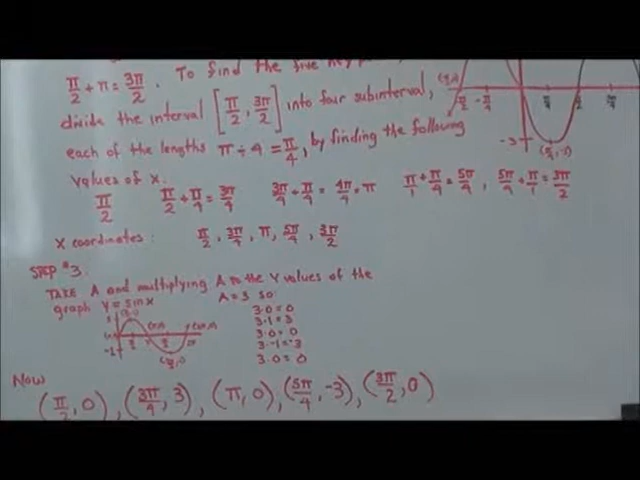 π/2 + π = 3π/2. To find the five key
divide the interval [π/2, 3π/2] into four subinterval,
each of the lengths π ÷ 4 = π/4, by finding the following
values of x.
π/2   π/2 + π/4 = 3π/4   3π/4 + π/4 = 4π/4 = π   π/1 + π/4 = 5π/4, 5π/4 + π/1 = 3π/2
X coordinates: π/2, 3π/4, π, 5π/4, 3π/2
STEP #3.
TAKE A and multiplying A to the Y values of the
graph Y = sin x
A = 3 so:
3·0 = 0
3·1 = 3
3·0 = 0
3·-1 = -3
3·0 = 0
Now
(π/2, 0), (3π/4, 3), (π, 0), (5π/4, -3), (3π/2, 0)
-3